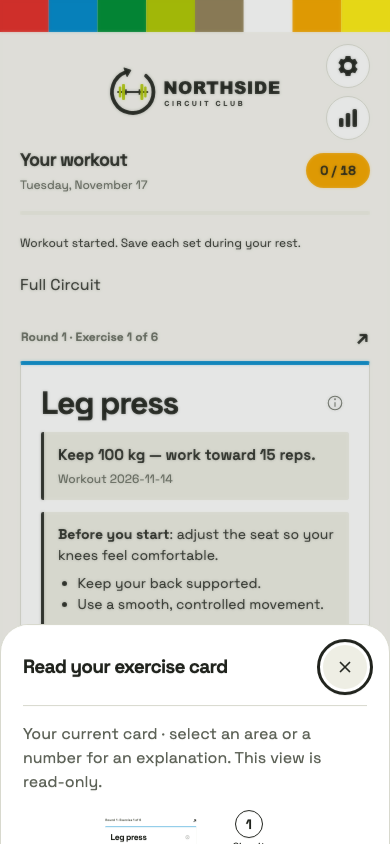 NORTHSIDE
CIRCUIT CLUB
Your workout
Tuesday, November 17
0 / 18
Workout started. Save each set during your rest.
Full Circuit
Round 1 · Exercise 1 of 6
Leg press
Keep 100 kg — work toward 15 reps.
Workout 2026-11-14
Before you start: adjust the seat so your
knees feel comfortable.
• Keep your back supported.
• Use a smooth, controlled movement.
Read your exercise card
Your current card · select an area or a
number for an explanation. This view is
read-only.
Round 1 · Exercise 1 of 6
Leg press
1